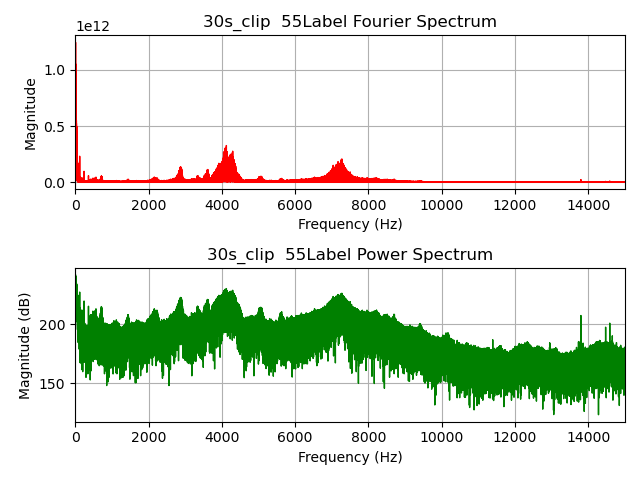 30s_clip  55Label Fourier Spectrum
1e12
1.0
0.5
0.0
Magnitude
0 2000 4000 6000 8000 10000 12000 14000
Frequency (Hz)
30s_clip  55Label Power Spectrum
200
150
Magnitude (dB)
0 2000 4000 6000 8000 10000 12000 14000
Frequency (Hz)